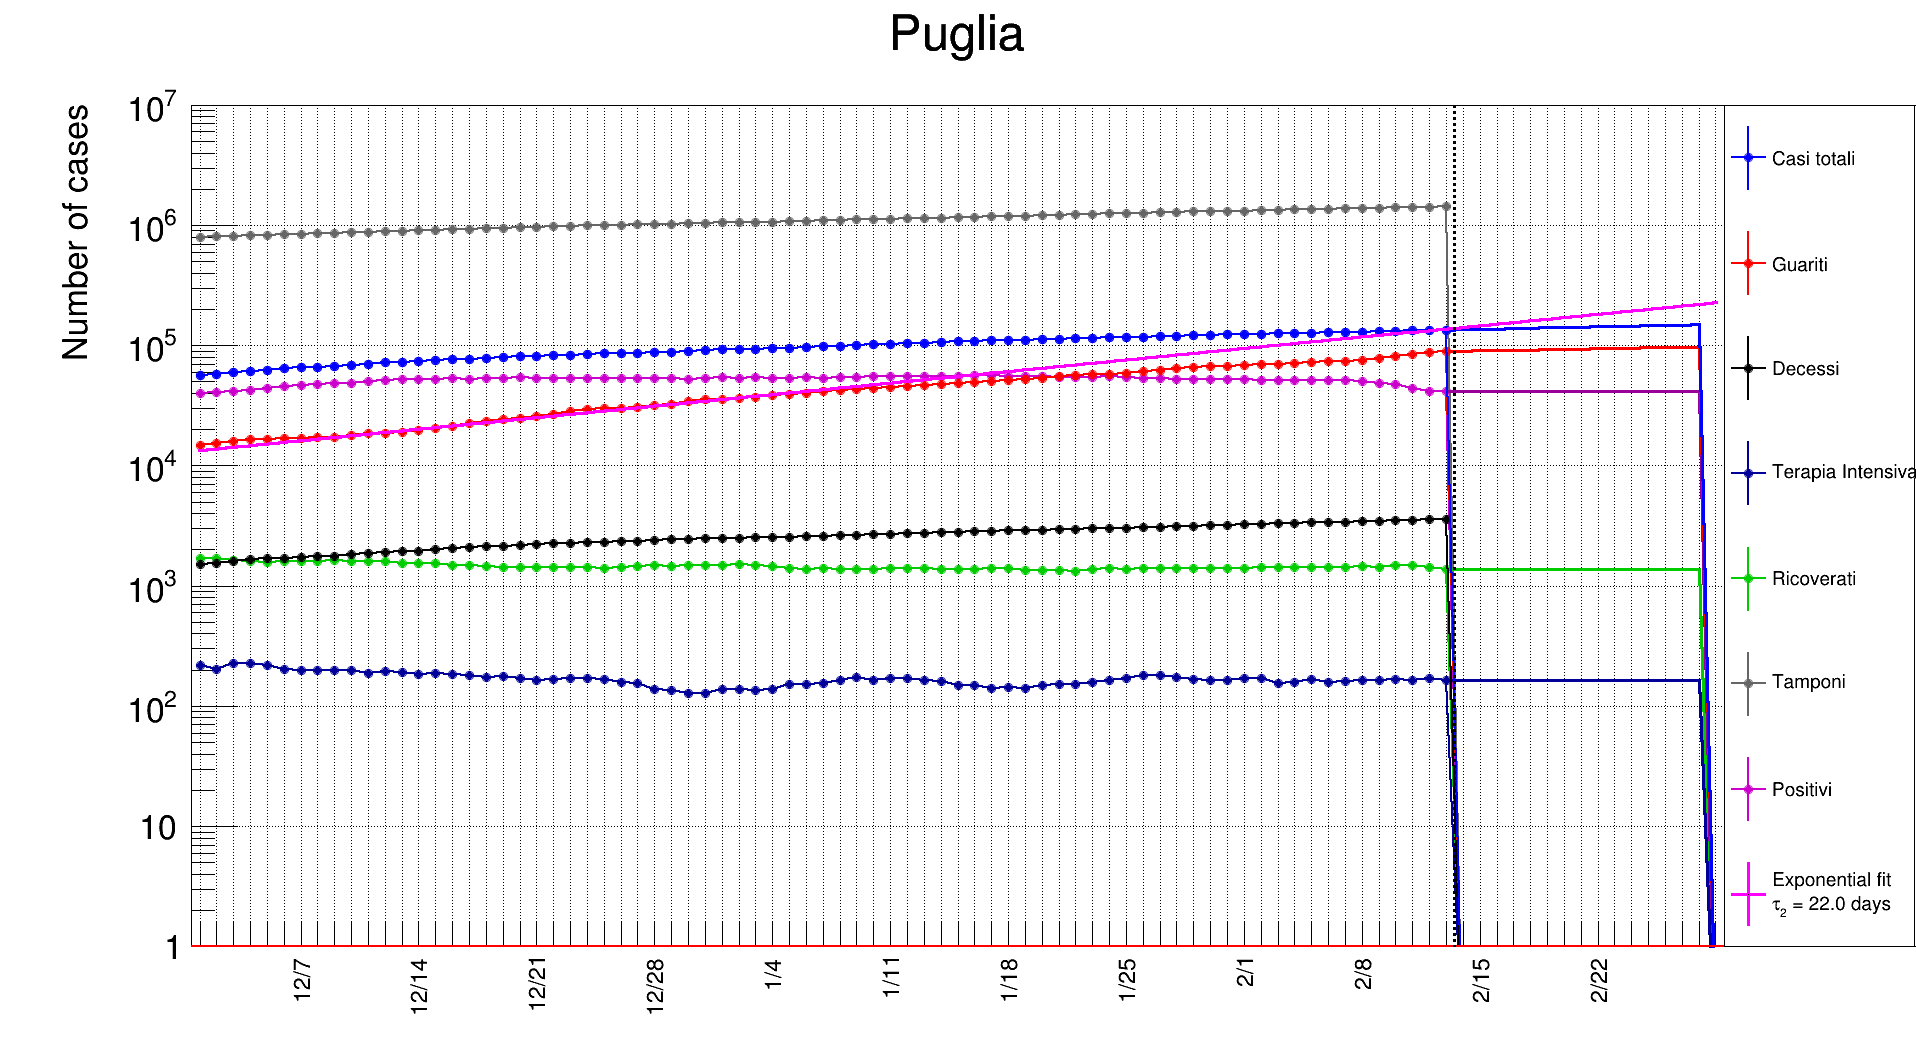 Puglia
Number of cases
10^7
10^6
10^5
10^4
10^3
10^2
10
1
12/7
12/14
12/21
12/28
1/4
1/11
1/18
1/25
2/1
2/8
2/15
2/22
Casi totali
Guariti
Decessi
Terapia Intensiva
Ricoverati
Tamponi
Positivi
Exponential fit
τ₂ = 22.0 days